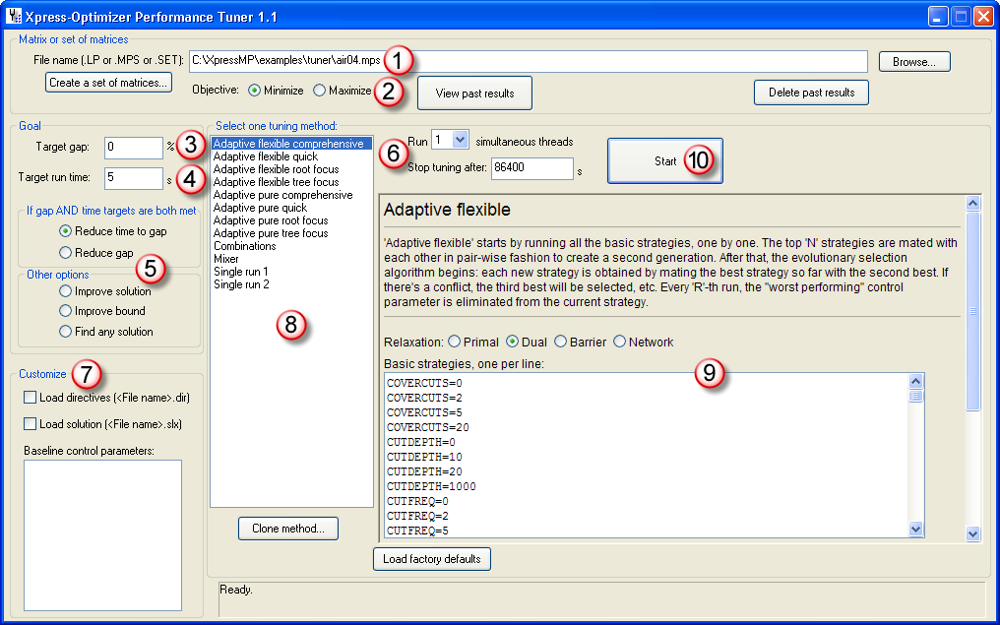 Xpress-Optimizer Performance Tuner 1.1
Matrix or set of matrices
File name (.LP or .MPS or .SET): C:\XpressMP\examples\tuner\air04.mps 1 Browse...
Create a set of matrices... Objective: Minimize Maximize 2 View past results Delete past results
Goal
Target gap: 0 % 3
Target run time: 5 s 4
If gap AND time targets are both met
Reduce time to gap
Reduce gap
5
Other options
Improve solution
Improve bound
Find any solution
Customize 7
Load directives (<File name>.dir)
Load solution (<File name>.slx)
Baseline control parameters:
Select one tuning method:
Adaptive flexible comprehensive
Adaptive flexible quick
Adaptive flexible root focus
Adaptive flexible tree focus
Adaptive pure comprehensive
Adaptive pure quick
Adaptive pure root focus
Adaptive pure tree focus
Combinations
Mixer
Single run 1
Single run 2
8
Clone method...
6 Run 1 simultaneous threads
Stop tuning after: 86400 s
Start 10
Adaptive flexible
'Adaptive flexible' starts by running all the basic strategies, one by one. The top 'N' strategies are mated with
each other in pair-wise fashion to create a second generation. After that, the evolutionary selection
algorithm begins: each new strategy is obtained by mating the best strategy so far with the second best. If
there's a conflict, the third best will be selected, etc. Every 'R'-th run, the "worst performing" control
parameter is eliminated from the current strategy.
Relaxation: Primal Dual Barrier Network
Basic strategies, one per line: 9
COVERCUTS=0
COVERCUTS=2
COVERCUTS=5
COVERCUTS=20
CUTDEPTH=0
CUTDEPTH=10
CUTDEPTH=20
CUTDEPTH=1000
CUTFREQ=0
CUTFREQ=2
CUTFREQ=5
Load factory defaults
Ready.